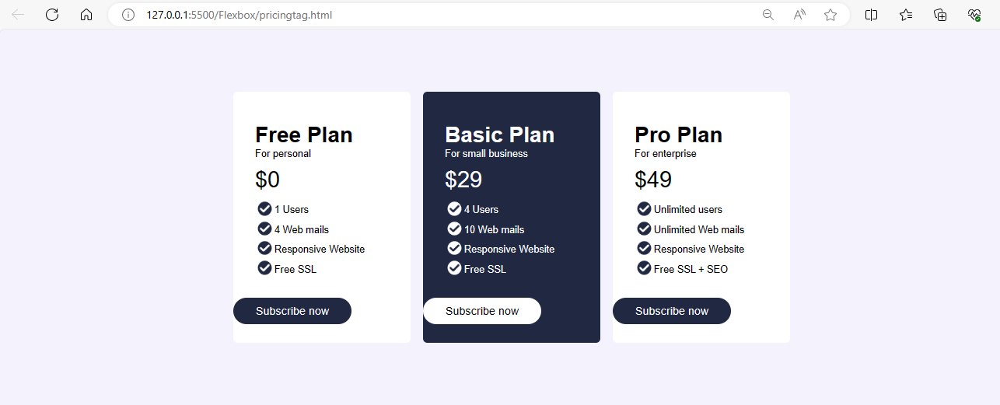 127.0.0.1:5500/Flexbox/pricingtag.html
Free Plan
For personal
$0
1 Users
4 Web mails
Responsive Website
Free SSL
Subscribe now
Basic Plan
For small business
$29
4 Users
10 Web mails
Responsive Website
Free SSL
Subscribe now
Pro Plan
For enterprise
$49
Unlimited users
Unlimited Web mails
Responsive Website
Free SSL + SEO
Subscribe now